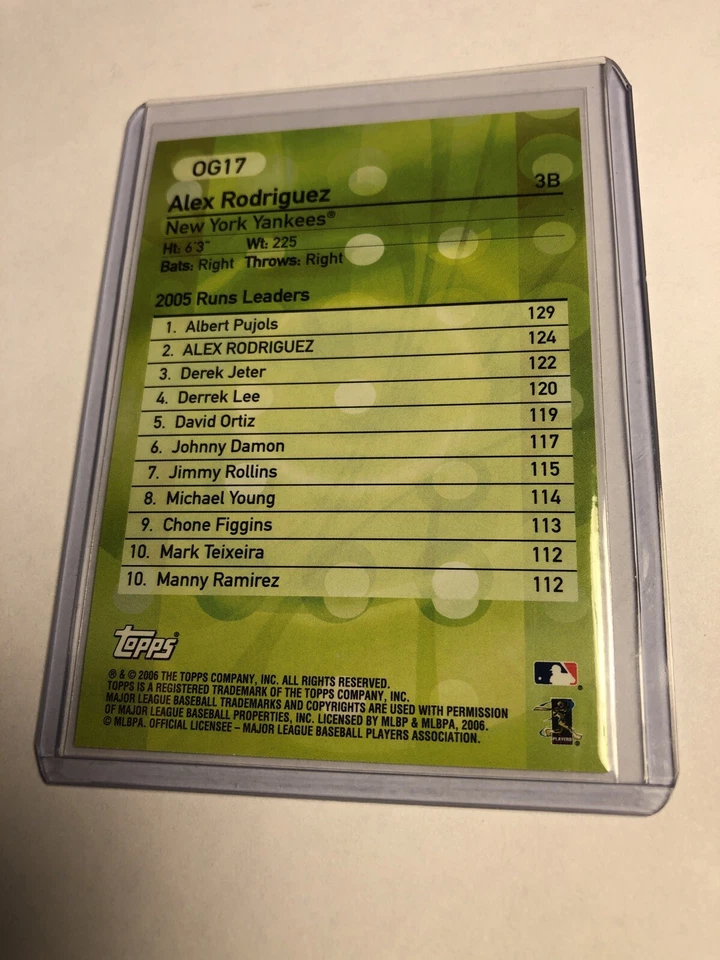 OG17
Alex Rodriguez 3B
New York Yankees®
Ht: 6'3" Wt: 225
Bats: Right Throws: Right
2005 Runs Leaders
1. Albert Pujols 129
2. ALEX RODRIGUEZ 124
3. Derek Jeter 122
4. Derrek Lee 120
5. David Ortiz 119
6. Johnny Damon 117
7. Jimmy Rollins 115
8. Michael Young 114
9. Chone Figgins 113
10. Mark Teixeira 112
10. Manny Ramirez 112
topps®
® & © 2006 THE TOPPS COMPANY, INC. ALL RIGHTS RESERVED.
TOPPS IS A REGISTERED TRADEMARK OF THE TOPPS COMPANY, INC.
MAJOR LEAGUE BASEBALL TRADEMARKS AND COPYRIGHTS ARE USED WITH PERMISSION
OF MAJOR LEAGUE BASEBALL PROPERTIES, INC. LICENSED BY MLBP & MLBPA, 2006.
© MLBPA. OFFICIAL LICENSEE – MAJOR LEAGUE BASEBALL PLAYERS ASSOCIATION.
PLAYERS